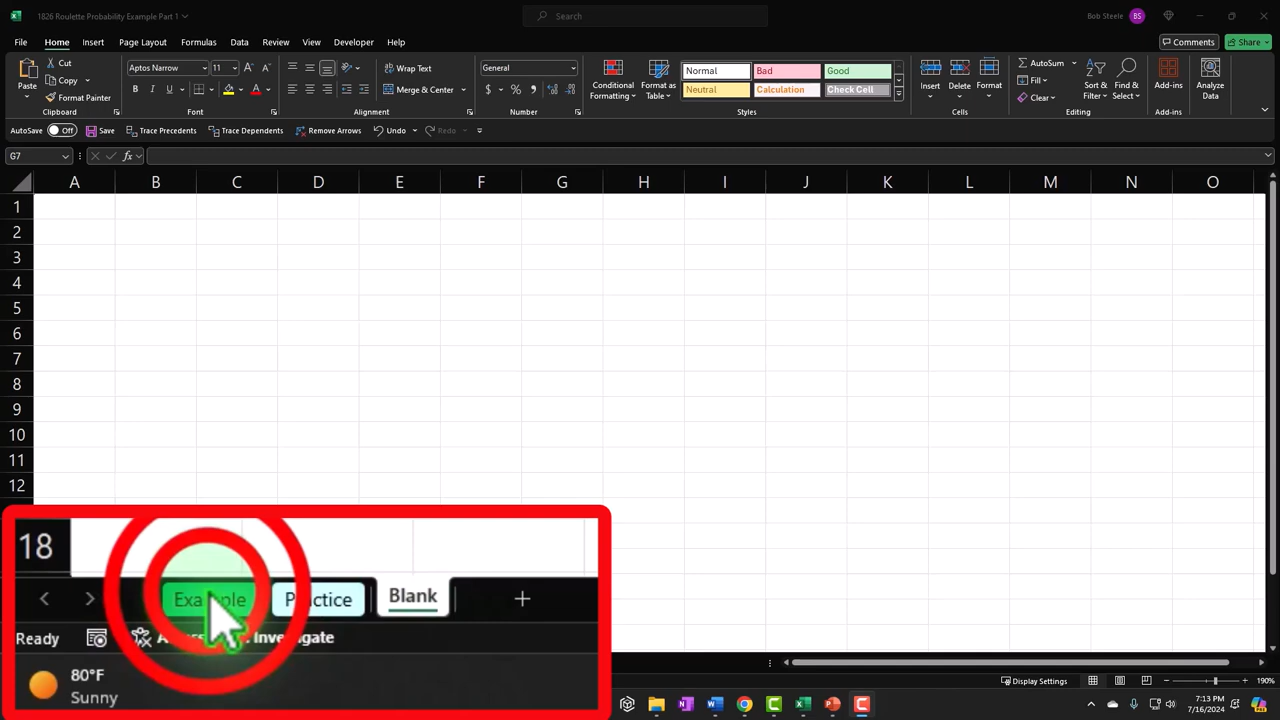 1826 Roulette Probability Example Part 1
Search
Bob Steele
BS
File Home Insert Page Layout Formulas Data Review View Developer Help
Comments
Share
Paste
Cut
Copy
Format Painter
Clipboard
Aptos Narrow 11
Font
Wrap Text
Merge & Center
Alignment
General
Number
Conditional Formatting
Format as Table
Normal Bad Good
Neutral Calculation Check Cell
Styles
Insert Delete Format
Cells
AutoSum
Fill
Clear
Sort & Filter
Find & Select
Editing
Add-ins
Add-ins
Analyze Data
AutoSave Off Save Trace Precedents Trace Dependents Remove Arrows Undo Redo
G7
fx
A B C D E F G H I J K L M N O
1
2
3
4
5
6
7
8
9
10
11
12
18
Example Practice Blank
Ready Investigate
80°F
Sunny
Display Settings
190%
7:13 PM
7/16/2024